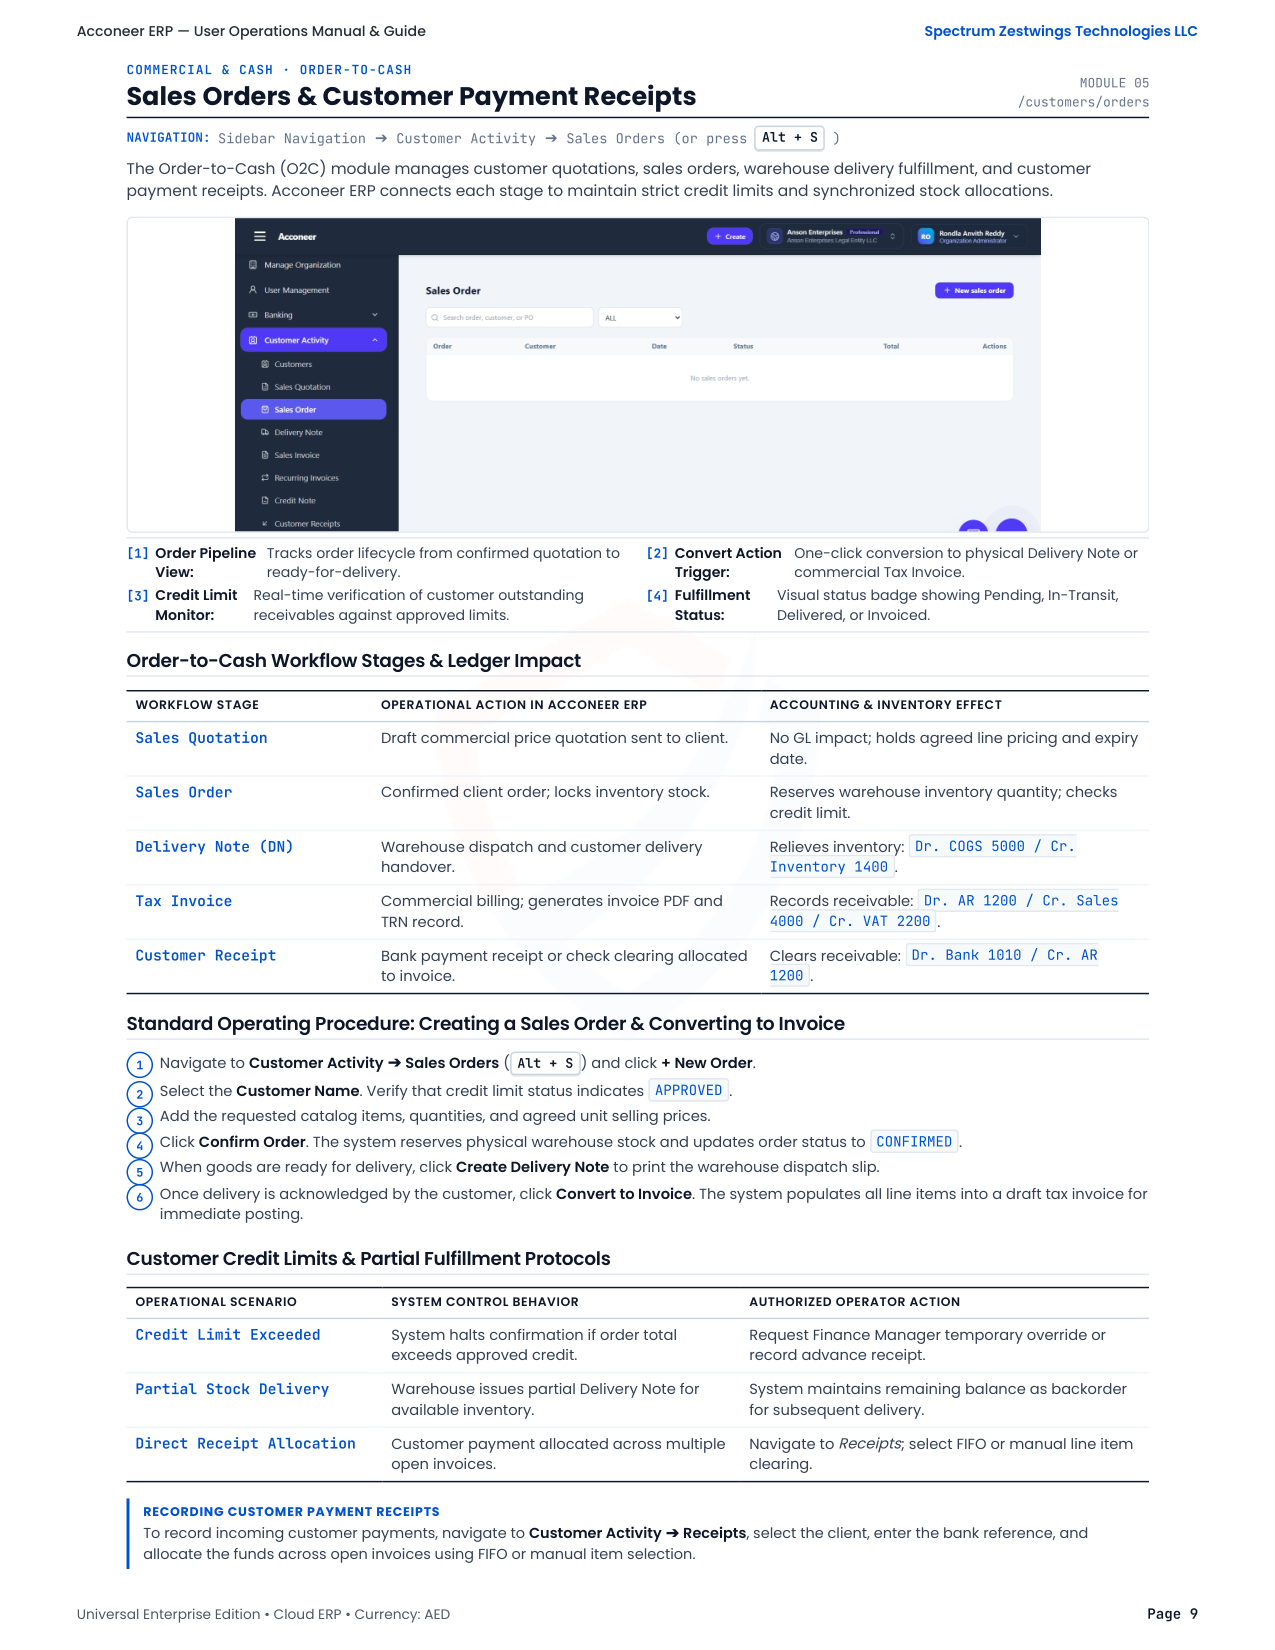 Acconeer ERP — User Operations Manual & Guide
Spectrum Zestwings Technologies LLC
COMMERCIAL & CASH · ORDER-TO-CASH
Sales Orders & Customer Payment Receipts
MODULE 05
/customers/orders
NAVIGATION: Sidebar Navigation ➔ Customer Activity ➔ Sales Orders (or press Alt + S )
The Order-to-Cash (O2C) module manages customer quotations, sales orders, warehouse delivery fulfillment, and customer
payment receipts. Acconeer ERP connects each stage to maintain strict credit limits and synchronized stock allocations.
Acconeer
+ Create
Anson Enterprises Professional
Anson Enterprises Legal Entity LLC
RO
Rondla Anvith Reddy
Organization Administrator
Manage Organization
User Management
Banking
Customer Activity
Customers
Sales Quotation
Sales Order
Delivery Note
Sales Invoice
Recurring Invoices
Credit Note
Customer Receipts
Sales Order
+ New sales order
Search order, customer, or PO
ALL
Order Customer Date Status Total Actions
No sales orders yet.
[1] Order Pipeline View: Tracks order lifecycle from confirmed quotation to
ready-for-delivery.
[2] Convert Action Trigger: One-click conversion to physical Delivery Note or
commercial Tax Invoice.
[3] Credit Limit Monitor: Real-time verification of customer outstanding
receivables against approved limits.
[4] Fulfillment Status: Visual status badge showing Pending, In-Transit,
Delivered, or Invoiced.
Order-to-Cash Workflow Stages & Ledger Impact
WORKFLOW STAGE OPERATIONAL ACTION IN ACCONEER ERP ACCOUNTING & INVENTORY EFFECT
Sales Quotation
Draft commercial price quotation sent to client.
No GL impact; holds agreed line pricing and expiry
date.
Sales Order
Confirmed client order; locks inventory stock.
Reserves warehouse inventory quantity; checks
credit limit.
Delivery Note (DN)
Warehouse dispatch and customer delivery
handover.
Relieves inventory: Dr. COGS 5000 / Cr.
Inventory 1400 .
Tax Invoice
Commercial billing; generates invoice PDF and
TRN record.
Records receivable: Dr. AR 1200 / Cr. Sales
4000 / Cr. VAT 2200 .
Customer Receipt
Bank payment receipt or check clearing allocated
to invoice.
Clears receivable: Dr. Bank 1010 / Cr. AR
1200 .
Standard Operating Procedure: Creating a Sales Order & Converting to Invoice
1 Navigate to Customer Activity ➔ Sales Orders ( Alt + S ) and click + New Order.
2 Select the Customer Name. Verify that credit limit status indicates APPROVED .
3 Add the requested catalog items, quantities, and agreed unit selling prices.
4 Click Confirm Order. The system reserves physical warehouse stock and updates order status to CONFIRMED .
5 When goods are ready for delivery, click Create Delivery Note to print the warehouse dispatch slip.
6 Once delivery is acknowledged by the customer, click Convert to Invoice. The system populates all line items into a draft tax invoice for
immediate posting.
Customer Credit Limits & Partial Fulfillment Protocols
OPERATIONAL SCENARIO SYSTEM CONTROL BEHAVIOR AUTHORIZED OPERATOR ACTION
Credit Limit Exceeded
System halts confirmation if order total
exceeds approved credit.
Request Finance Manager temporary override or
record advance receipt.
Partial Stock Delivery
Warehouse issues partial Delivery Note for
available inventory.
System maintains remaining balance as backorder
for subsequent delivery.
Direct Receipt Allocation
Customer payment allocated across multiple
open invoices.
Navigate to Receipts; select FIFO or manual line item
clearing.
RECORDING CUSTOMER PAYMENT RECEIPTS
To record incoming customer payments, navigate to Customer Activity ➔ Receipts, select the client, enter the bank reference, and
allocate the funds across open invoices using FIFO or manual item selection.
Universal Enterprise Edition • Cloud ERP • Currency: AED
Page 9